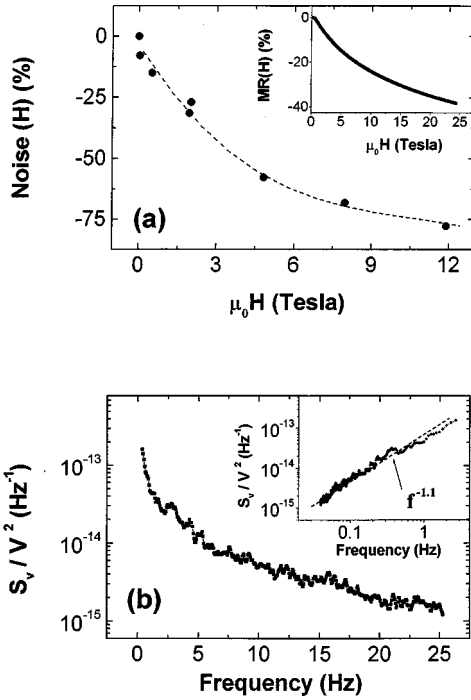 0
-25
-50
-75
Noise (H) (%)
(a)
0 3 6 9 12
μ₀H (Tesla)
0
-20
-40
MR(H) (%)
0 5 10 15 20 25
μ₀H (Tesla)
10⁻¹³
10⁻¹⁴
10⁻¹⁵
Sᵥ / V² (Hz⁻¹)
(b)
0 5 10 15 20 25
Frequency (Hz)
10⁻¹³
10⁻¹⁴
10⁻¹⁵
Sᵥ / V² (Hz⁻¹)
f⁻¹·¹
0.1 1
Frequency (Hz)